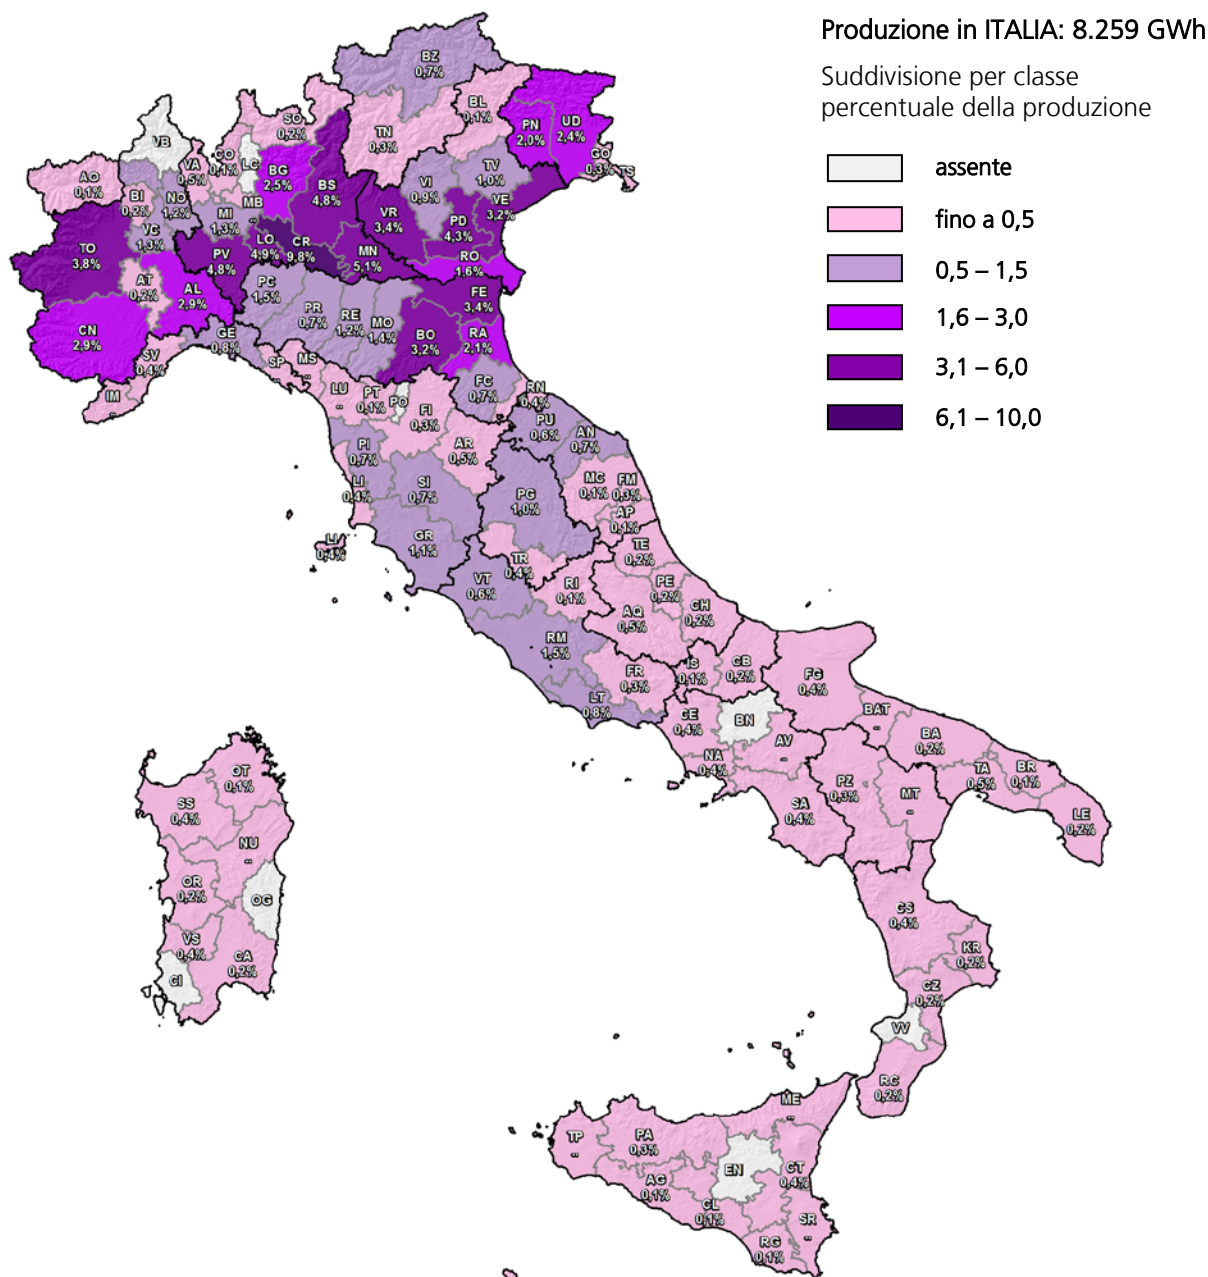 Produzione in ITALIA: 8.259 GWh
Suddivisione per classe
percentuale della produzione
assente
fino a 0,5
0,5 – 1,5
1,6 – 3,0
3,1 – 6,0
6,1 – 10,0
BZ
0,7%
BL
0,1%
SO
0,2%
TN
0,3%
PN
2,0%
UD
2,4%
GO
0,3%
TS
VB
VA
0,5%
CO
0,1%
LC
BG
2,5%
BS
4,8%
TV
1,0%
VI
0,9%
VE
3,2%
AO
0,1%
BI
0,2%
NO
1,2%
MI
1,3%
MB
..
VR
3,4%
PD
4,3%
VC
1,3%
TO
3,8%
PV
4,8%
LO
4,9%
CR
9,8%
MN
5,1%
RO
1,6%
AT
0,2%
AL
2,9%
PC
1,5%
PR
0,7%
RE
1,2%
MO
1,4%
FE
3,4%
CN
2,9%
GE
0,8%
BO
3,2%
RA
2,1%
SV
0,4%
SP
..
MS
..
IM
LU
..
PT
0,1%
PO
FI
0,3%
FC
0,7%
RN
0,4%
PU
0,6%
AN
0,7%
PI
0,7%
AR
0,5%
LI
0,4%
SI
0,7%
PG
1,0%
MC
0,1%
FM
0,3%
AP
0,1%
GR
1,1%
LI
0,4%
TR
0,4%
TE
0,2%
VT
0,6%
RI
0,1%
PE
0,2%
CH
0,2%
AQ
0,5%
RM
1,5%
FR
0,3%
IS
0,1%
CB
0,2%
FG
0,4%
LT
0,8%
CE
0,4%
BN
BAT
..
BA
0,2%
NA
0,4%
AV
..
PZ
0,3%
MT
..
TA
0,5%
BR
0,1%
SA
0,4%
LE
0,2%
OT
0,1%
SS
0,4%
NU
..
OR
0,2%
OG
VS
0,4%
CA
0,2%
CI
CS
0,4%
KR
0,2%
CZ
0,2%
VV
RC
0,2%
ME
..
TP
..
PA
0,3%
EN
CT
0,4%
AG
0,1%
CL
0,1%
SR
..
RG
0,1%